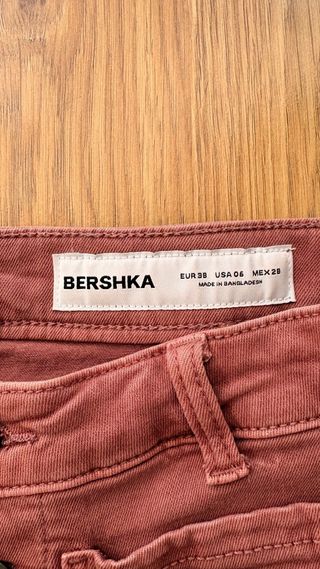 BERSHKA
EUR 38 USA 06 MEX 28
MADE IN BANGLADESH